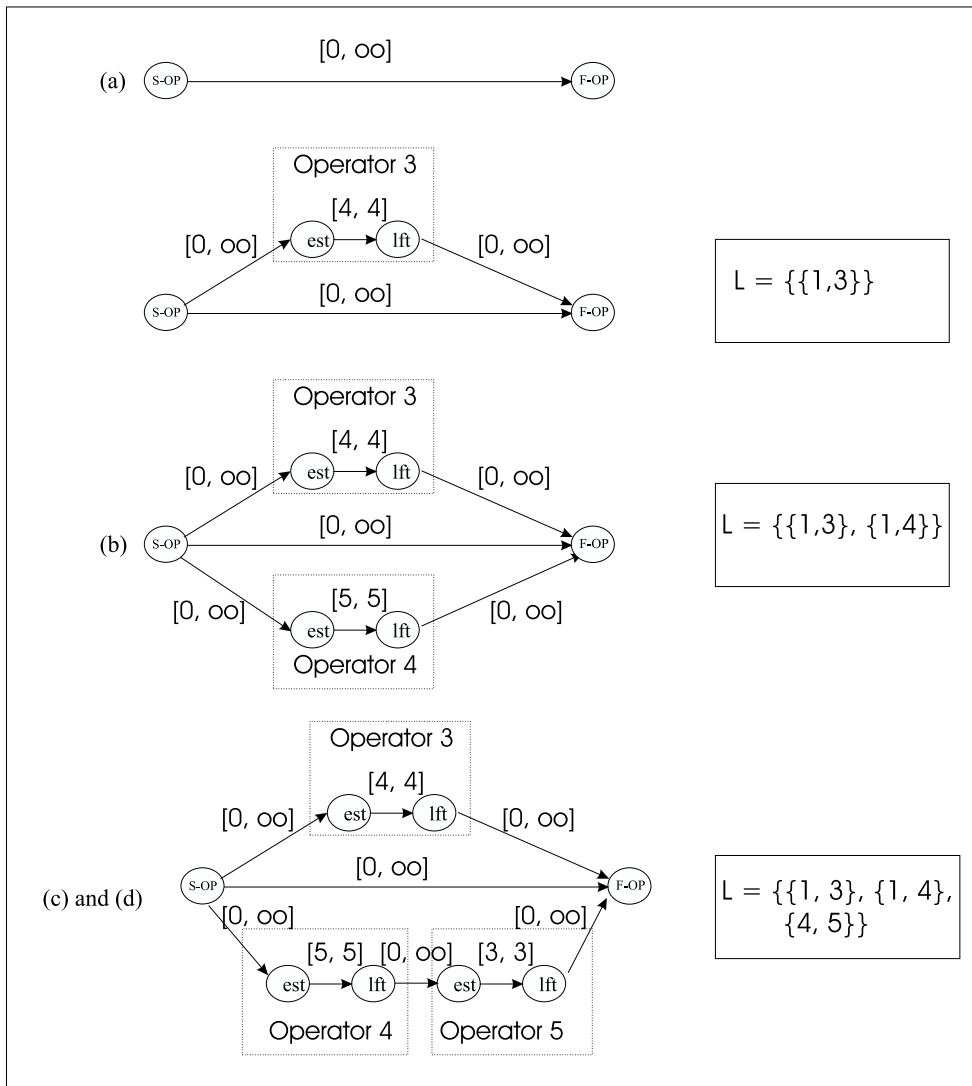 [0, oo]
(a) S-OP F-OP
Operator 3
[4, 4]
[0, oo] est lft [0, oo]
[0, oo]
S-OP F-OP
L = {{1,3}}
Operator 3
[4, 4]
[0, oo] est lft [0, oo]
[0, oo]
(b) S-OP F-OP
[0, oo] [5, 5] [0, oo]
est lft
Operator 4
L = {{1,3}, {1,4}}
Operator 3
[4, 4]
[0, oo] est lft [0, oo]
[0, oo]
(c) and (d) S-OP F-OP
[0, oo] [0, oo]
[5, 5] [0, oo] [3, 3]
est lft est lft
Operator 4 Operator 5
L = {{1, 3}, {1, 4},
{4, 5}}